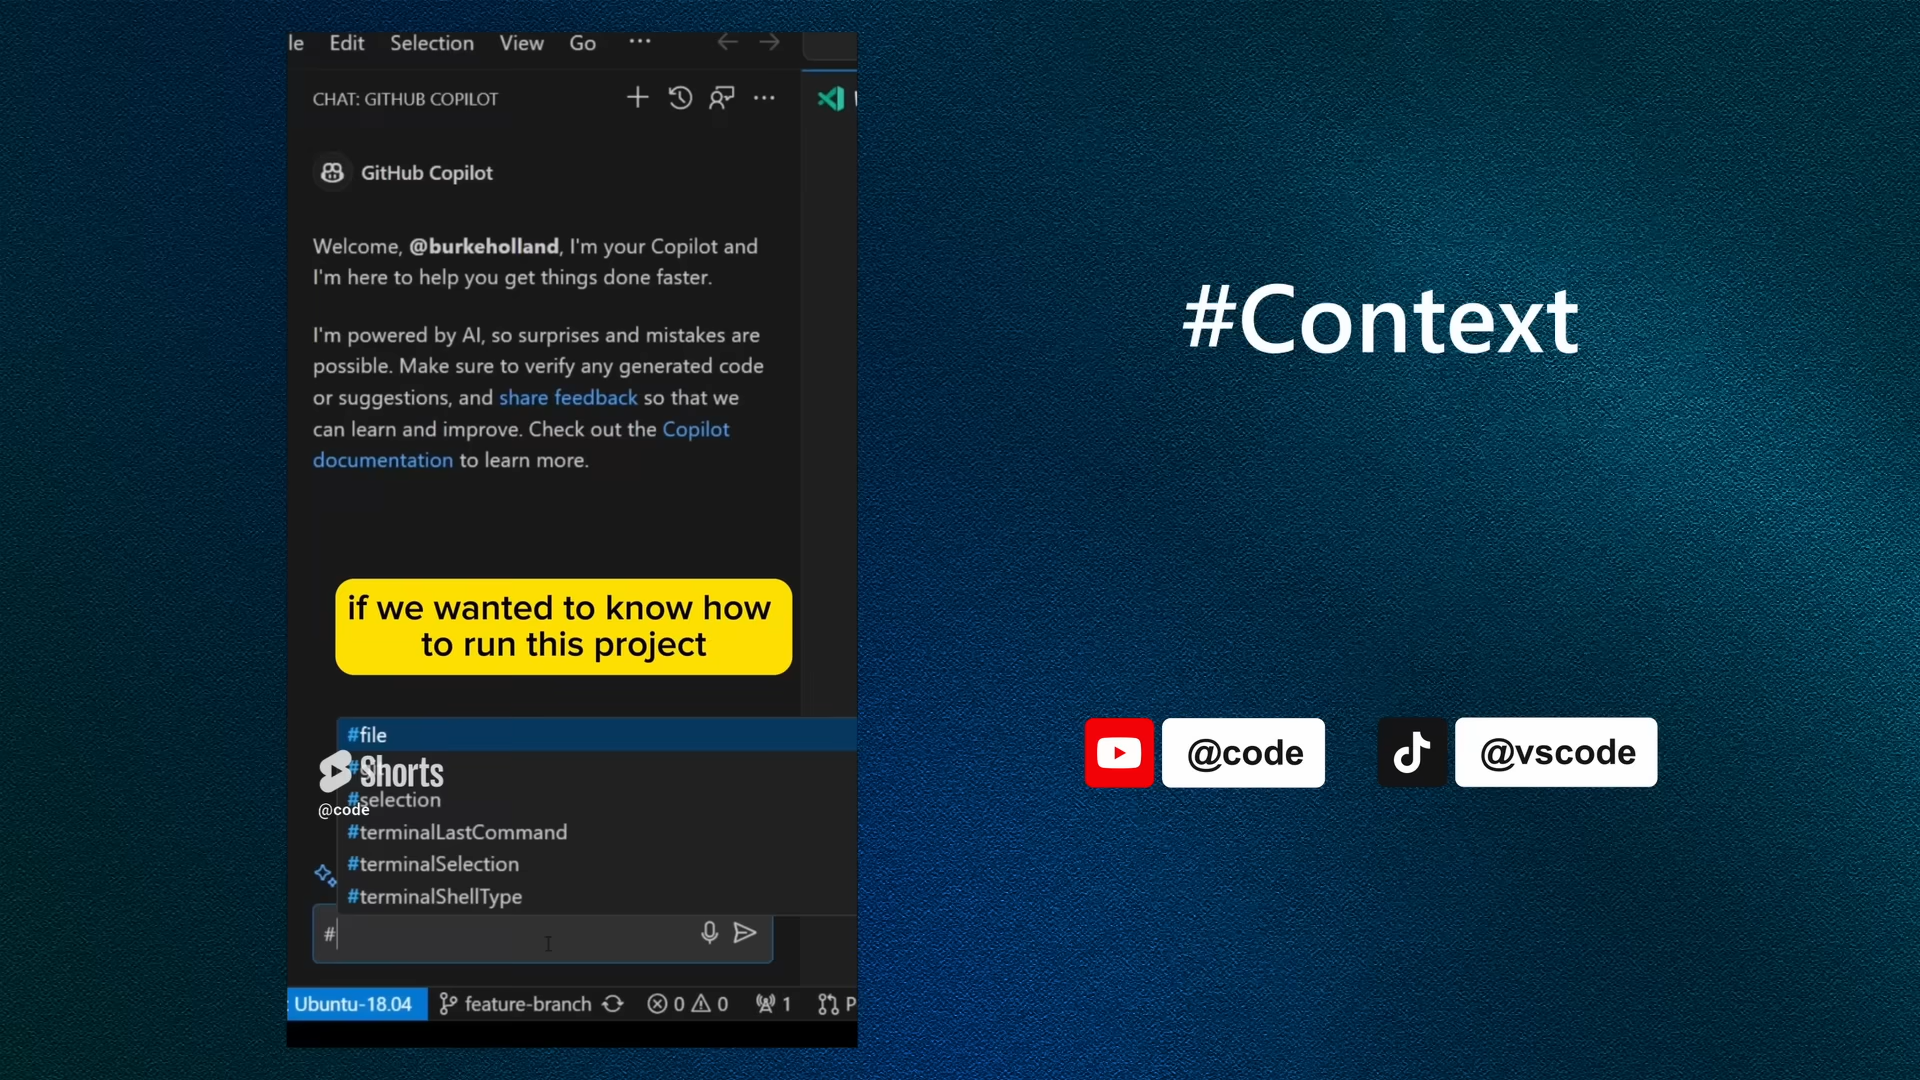 le Edit Selection View Go ...
CHAT: GITHUB COPILOT
GitHub Copilot
Welcome, @burkeholland, I'm your Copilot and
I'm here to help you get things done faster.
I'm powered by AI, so surprises and mistakes are
possible. Make sure to verify any generated code
or suggestions, and share feedback so that we
can learn and improve. Check out the Copilot
documentation to learn more.
if we wanted to know how
to run this project
#file
Shorts
#selection
@code
#terminalLastCommand
#terminalSelection
#terminalShellType
#
Ubuntu-18.04 feature-branch 0 0 1 P
#Context
@code
@vscode